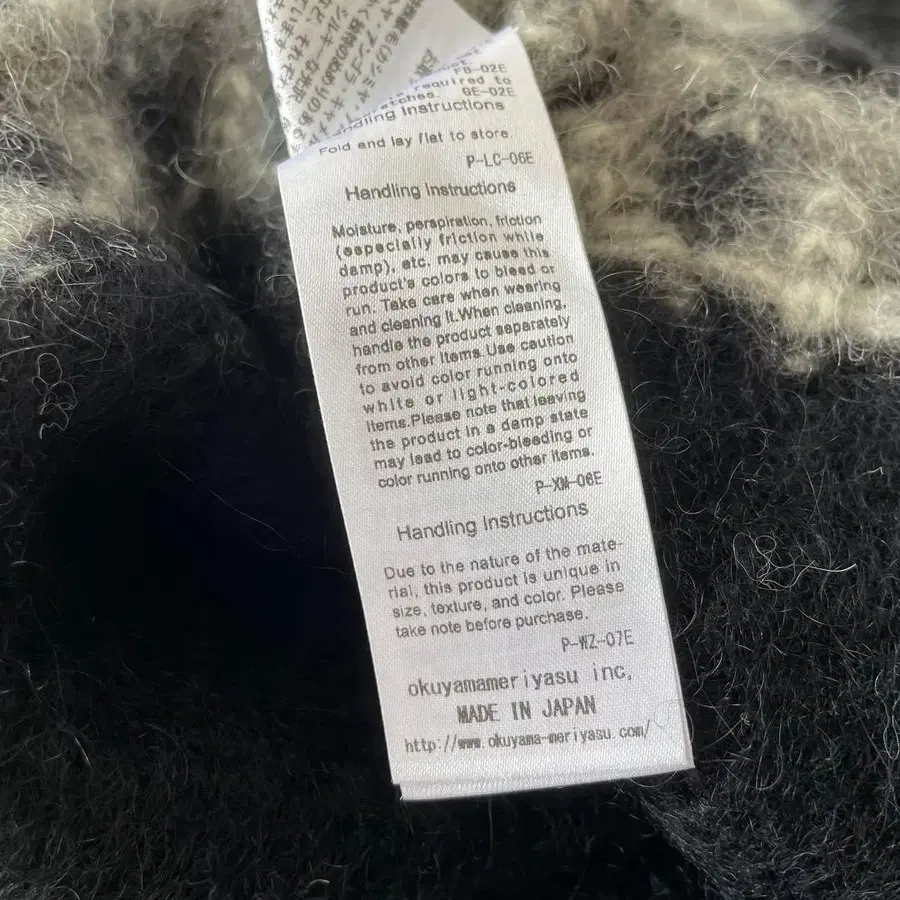 FB-02E
required to
GE-02E
Handling Instructions
Fold and lay flat to store.
P-LC-06E
Handling Instructions
Moisture, perspiration, friction
(especially friction while
damp), etc. may cause this
product's colors to bleed or
run. Take care when wearing
and cleaning it.When cleaning,
handle the product separately
from other items.Use caution
to avoid color running onto
white or light-colored
items.Please note that leaving
the product in a damp state
may lead to color-bleeding or
color running onto other items.
P-XM-06E
Handling Instructions
Due to the nature of the mate-
rial, this product is unique in
size, texture, and color. Please
take note before purchase.
P-WZ-07E
okuyamameriyasu inc.
MADE IN JAPAN
http://www.okuyama-meriyasu.com/